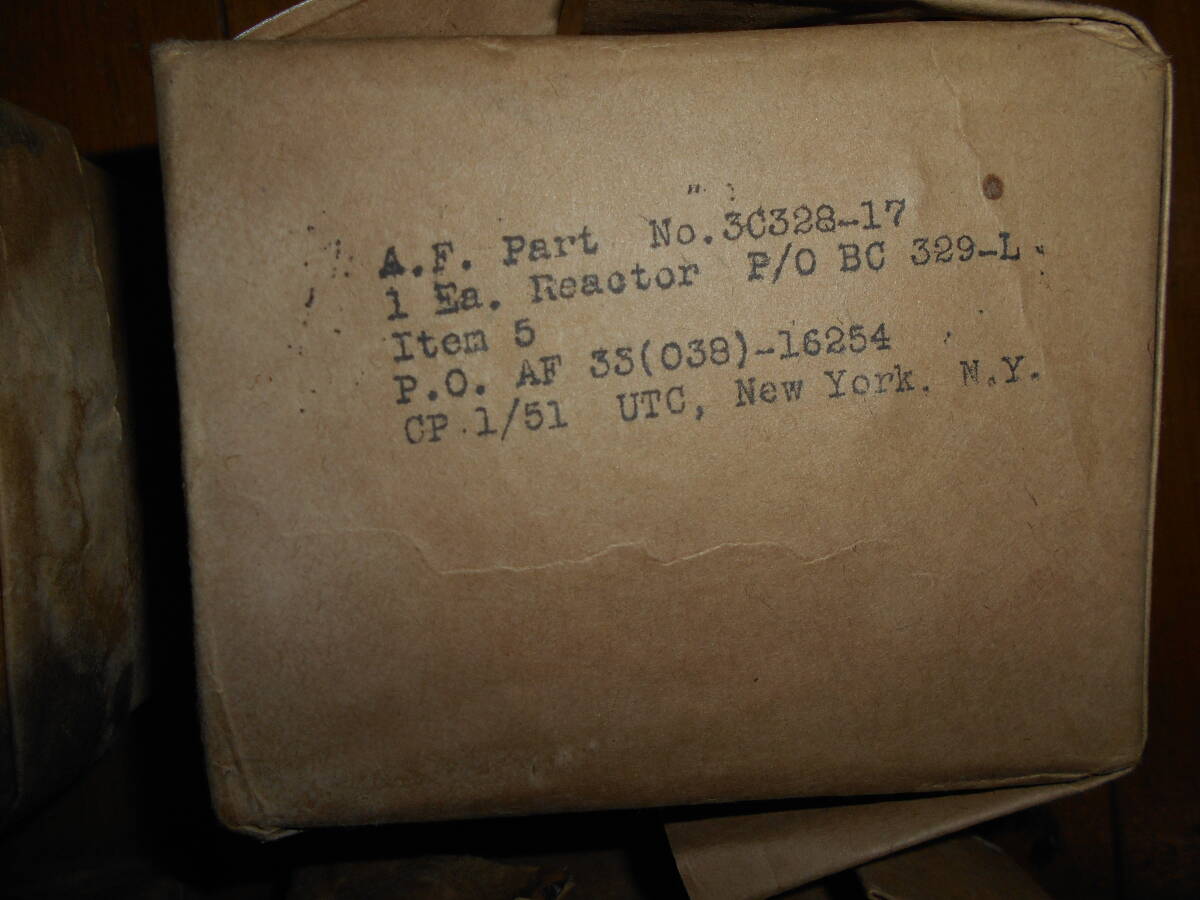 A.F. Part No.3C328-17
1 Ea. Reactor P/O BC 329-L
Item 5
P.O. AF 33(038)-16254
CP 1/51 UTC, New York. N.Y.